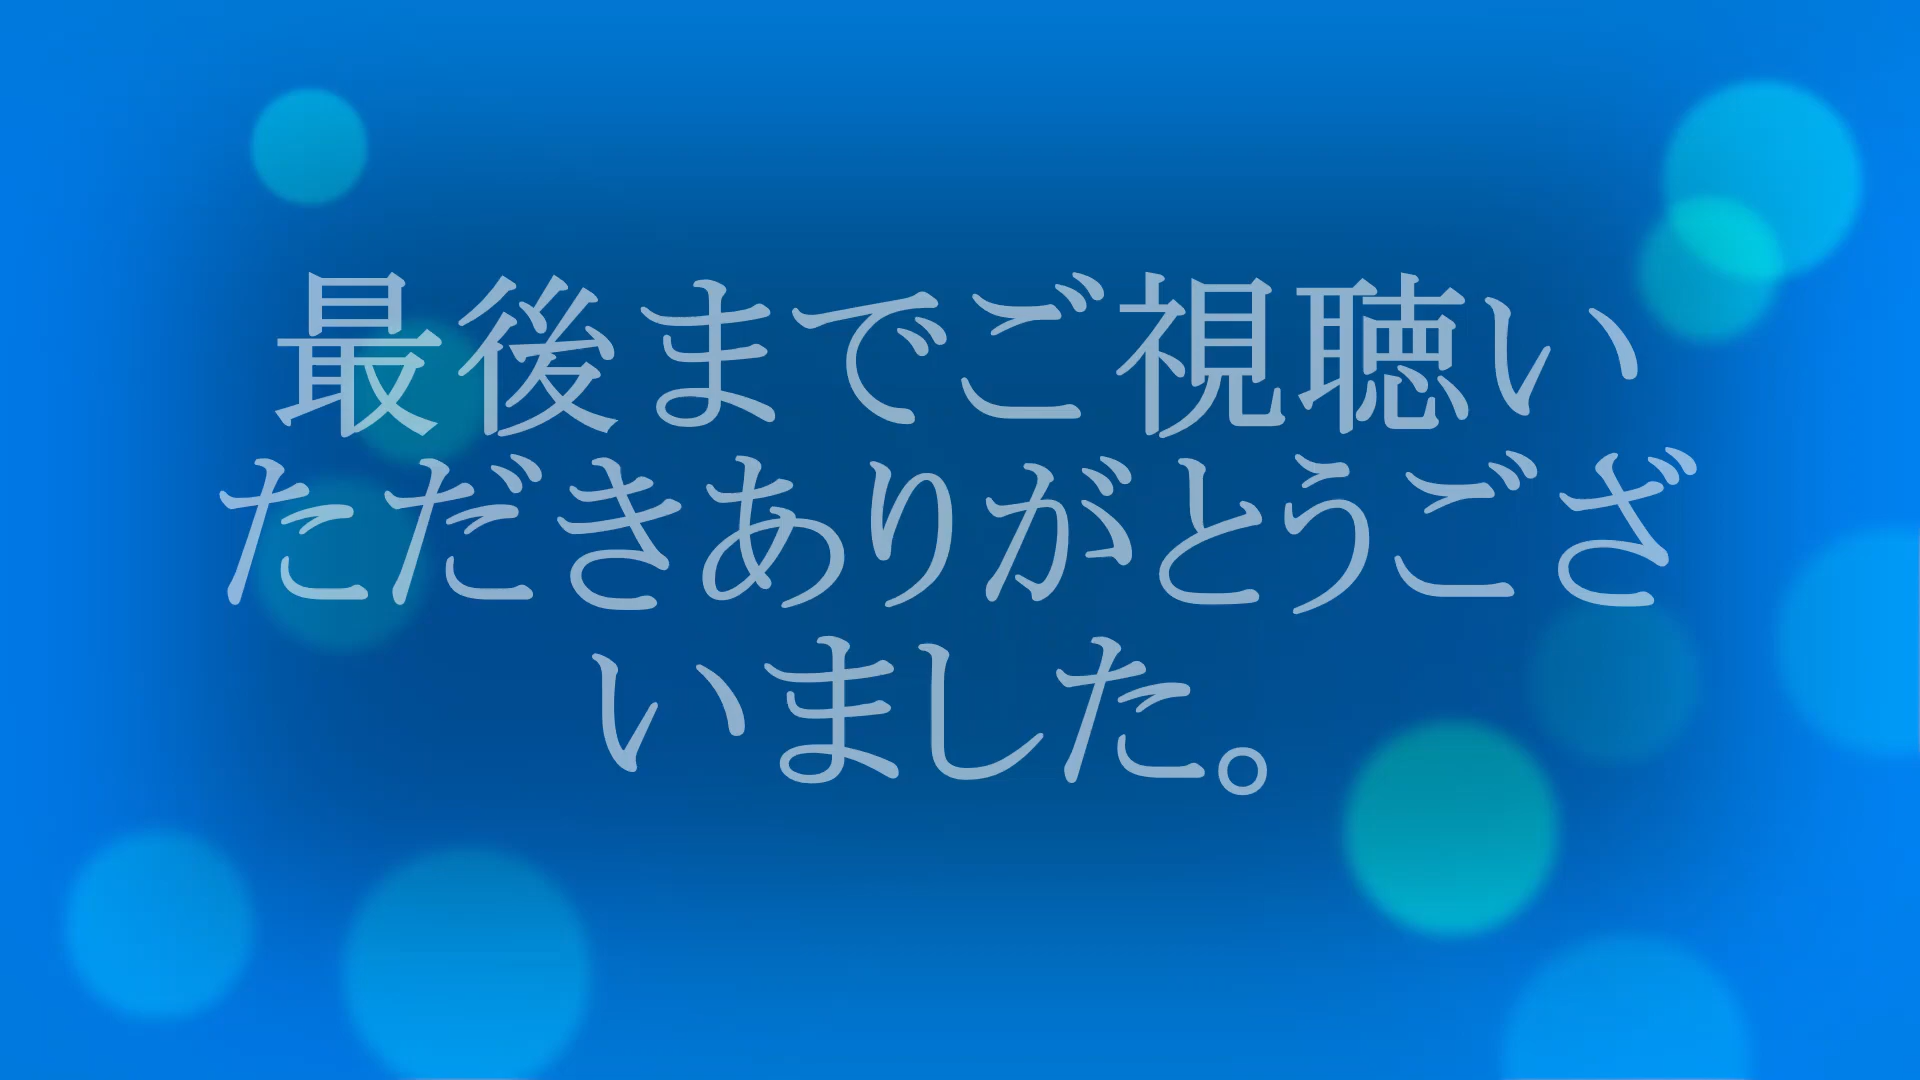 最後までご視聴い
ただきありがとうござ
いました。